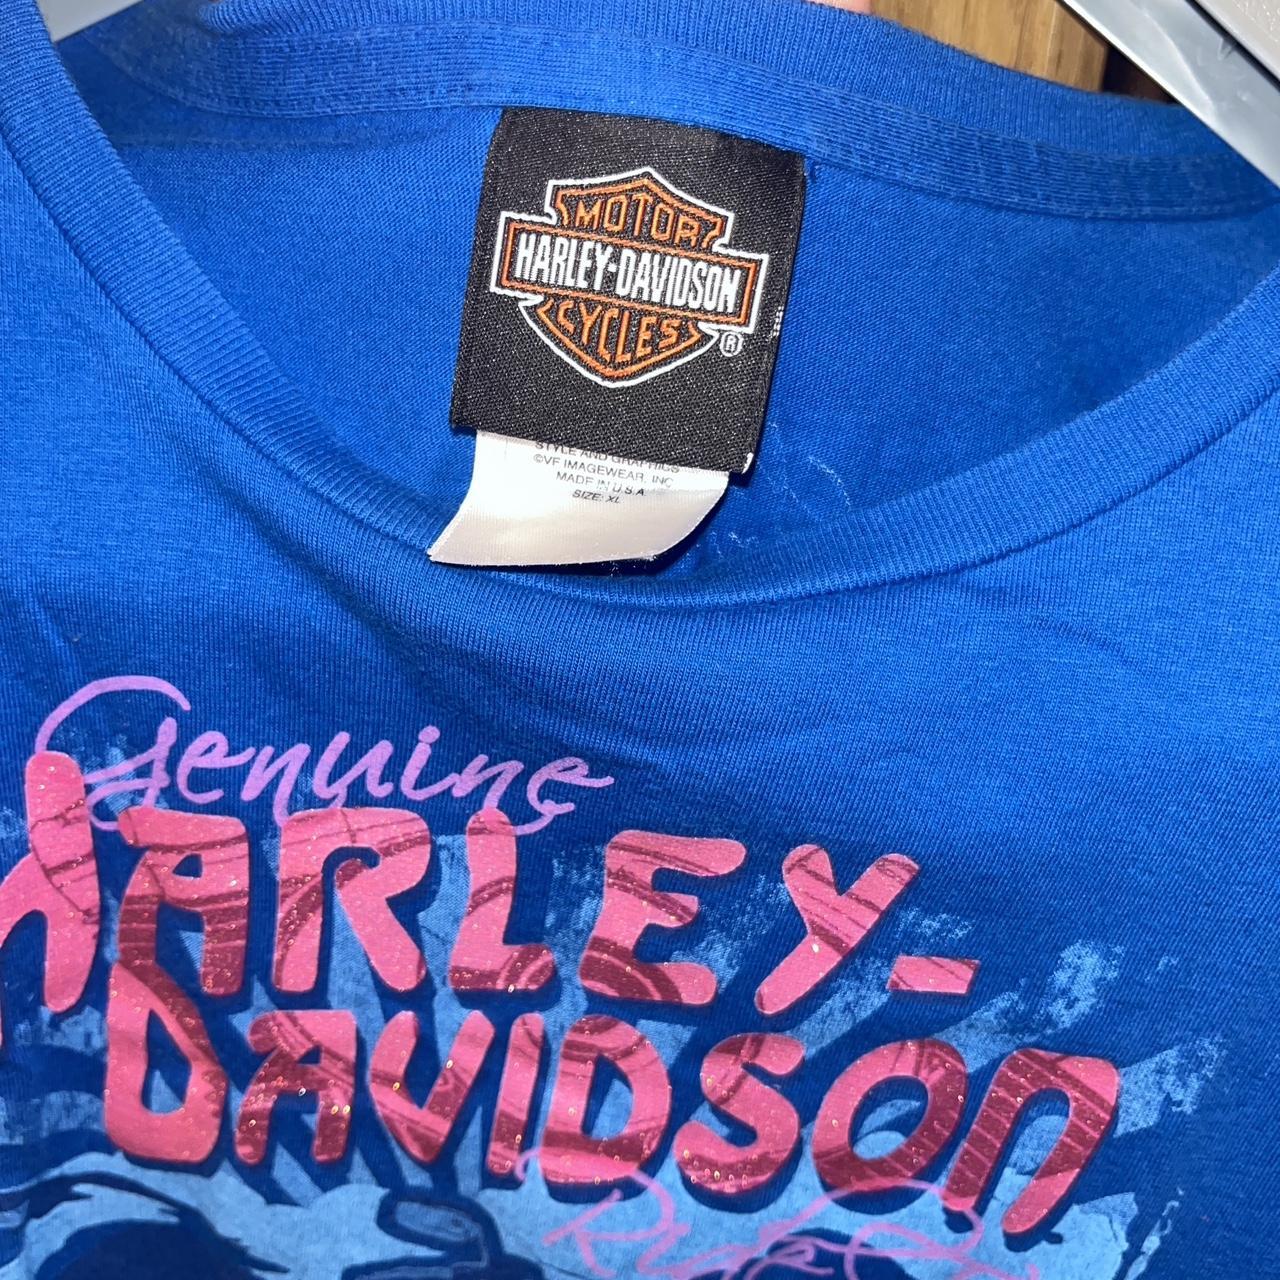 MOTOR
HARLEY-DAVIDSON
CYCLES
®
STYLE AND GRAPHICS
©VF IMAGEWEAR, INC
MADE IN U.S.A
SIZE: XL
Genuine
HARLEY-
DAVIDSON